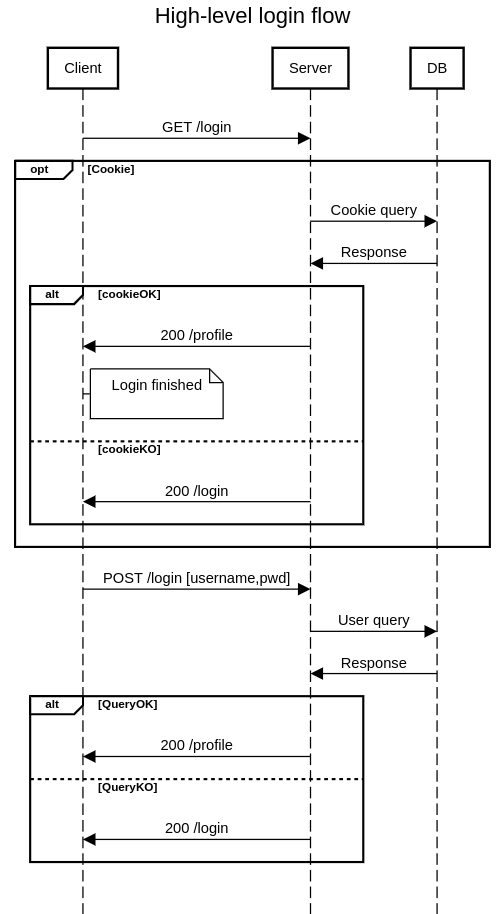 High-level login flow
Client
Server
DB
GET /login
opt
[Cookie]
Cookie query
Response
alt
[cookieOK]
200 /profile
Login finished
[cookieKO]
200 /login
POST /login [username,pwd]
User query
Response
alt
[QueryOK]
200 /profile
[QueryKO]
200 /login